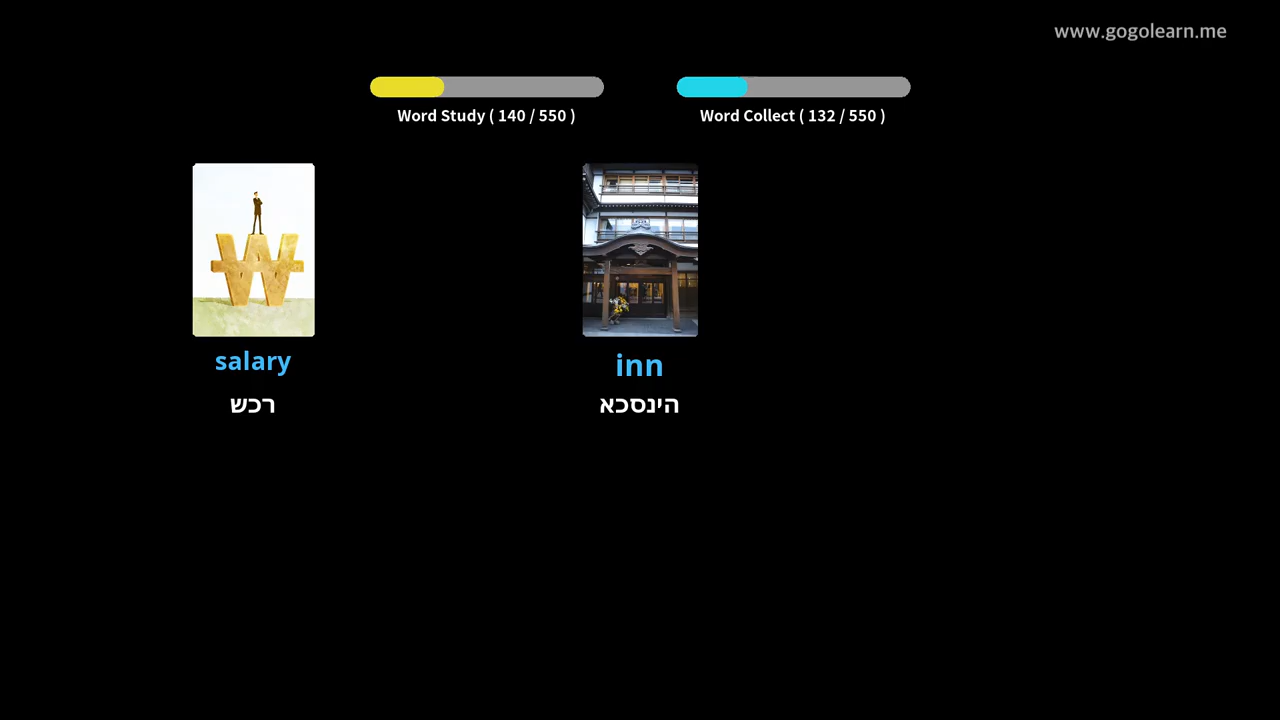 www.gogolearn.me
Word Study ( 140 / 550 )
Word Collect ( 132 / 550 )
salary
רכש
inn
הינסכא